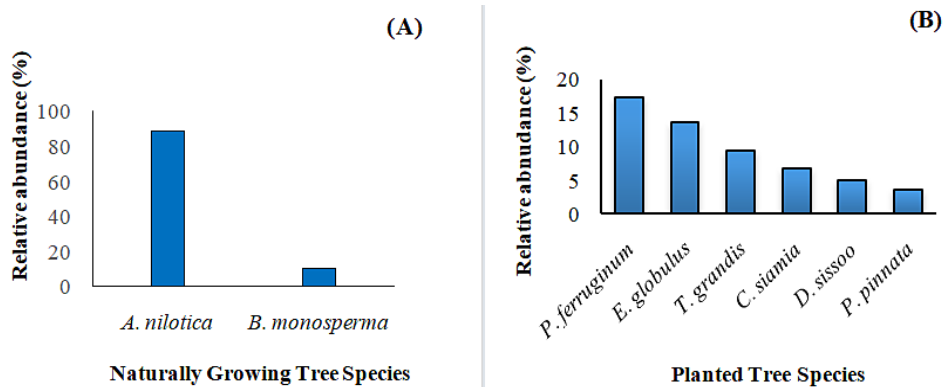 (A)
Relative abundance (%)
100
80
60
40
20
0
A. nilotica
B. monosperma
Naturally Growing Tree Species
(B)
Relative abnudance (%)
20
15
10
5
0
P. ferruginum
E. globulus
T. grandis
C. siamia
D. sissoo
P. pinnata
Planted Tree Species